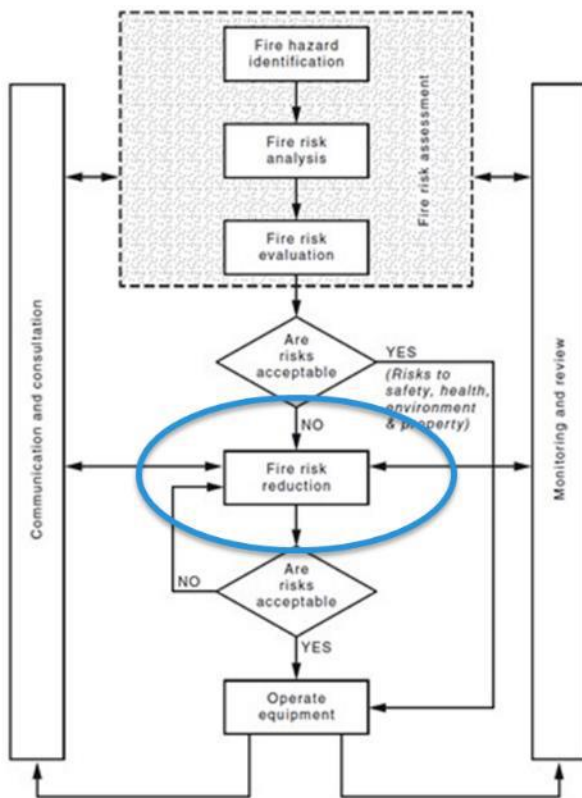 Fire hazard
identification
Fire risk
analysis
Fire risk
evaluation
Fire risk assessment
Are
risks
acceptable
YES
(Risks to
safety, health,
environment
& property)
NO
Communication and consultation
Fire risk
reduction
Monitoring and review
NO
Are
risks
acceptable
YES
Operate
equipment